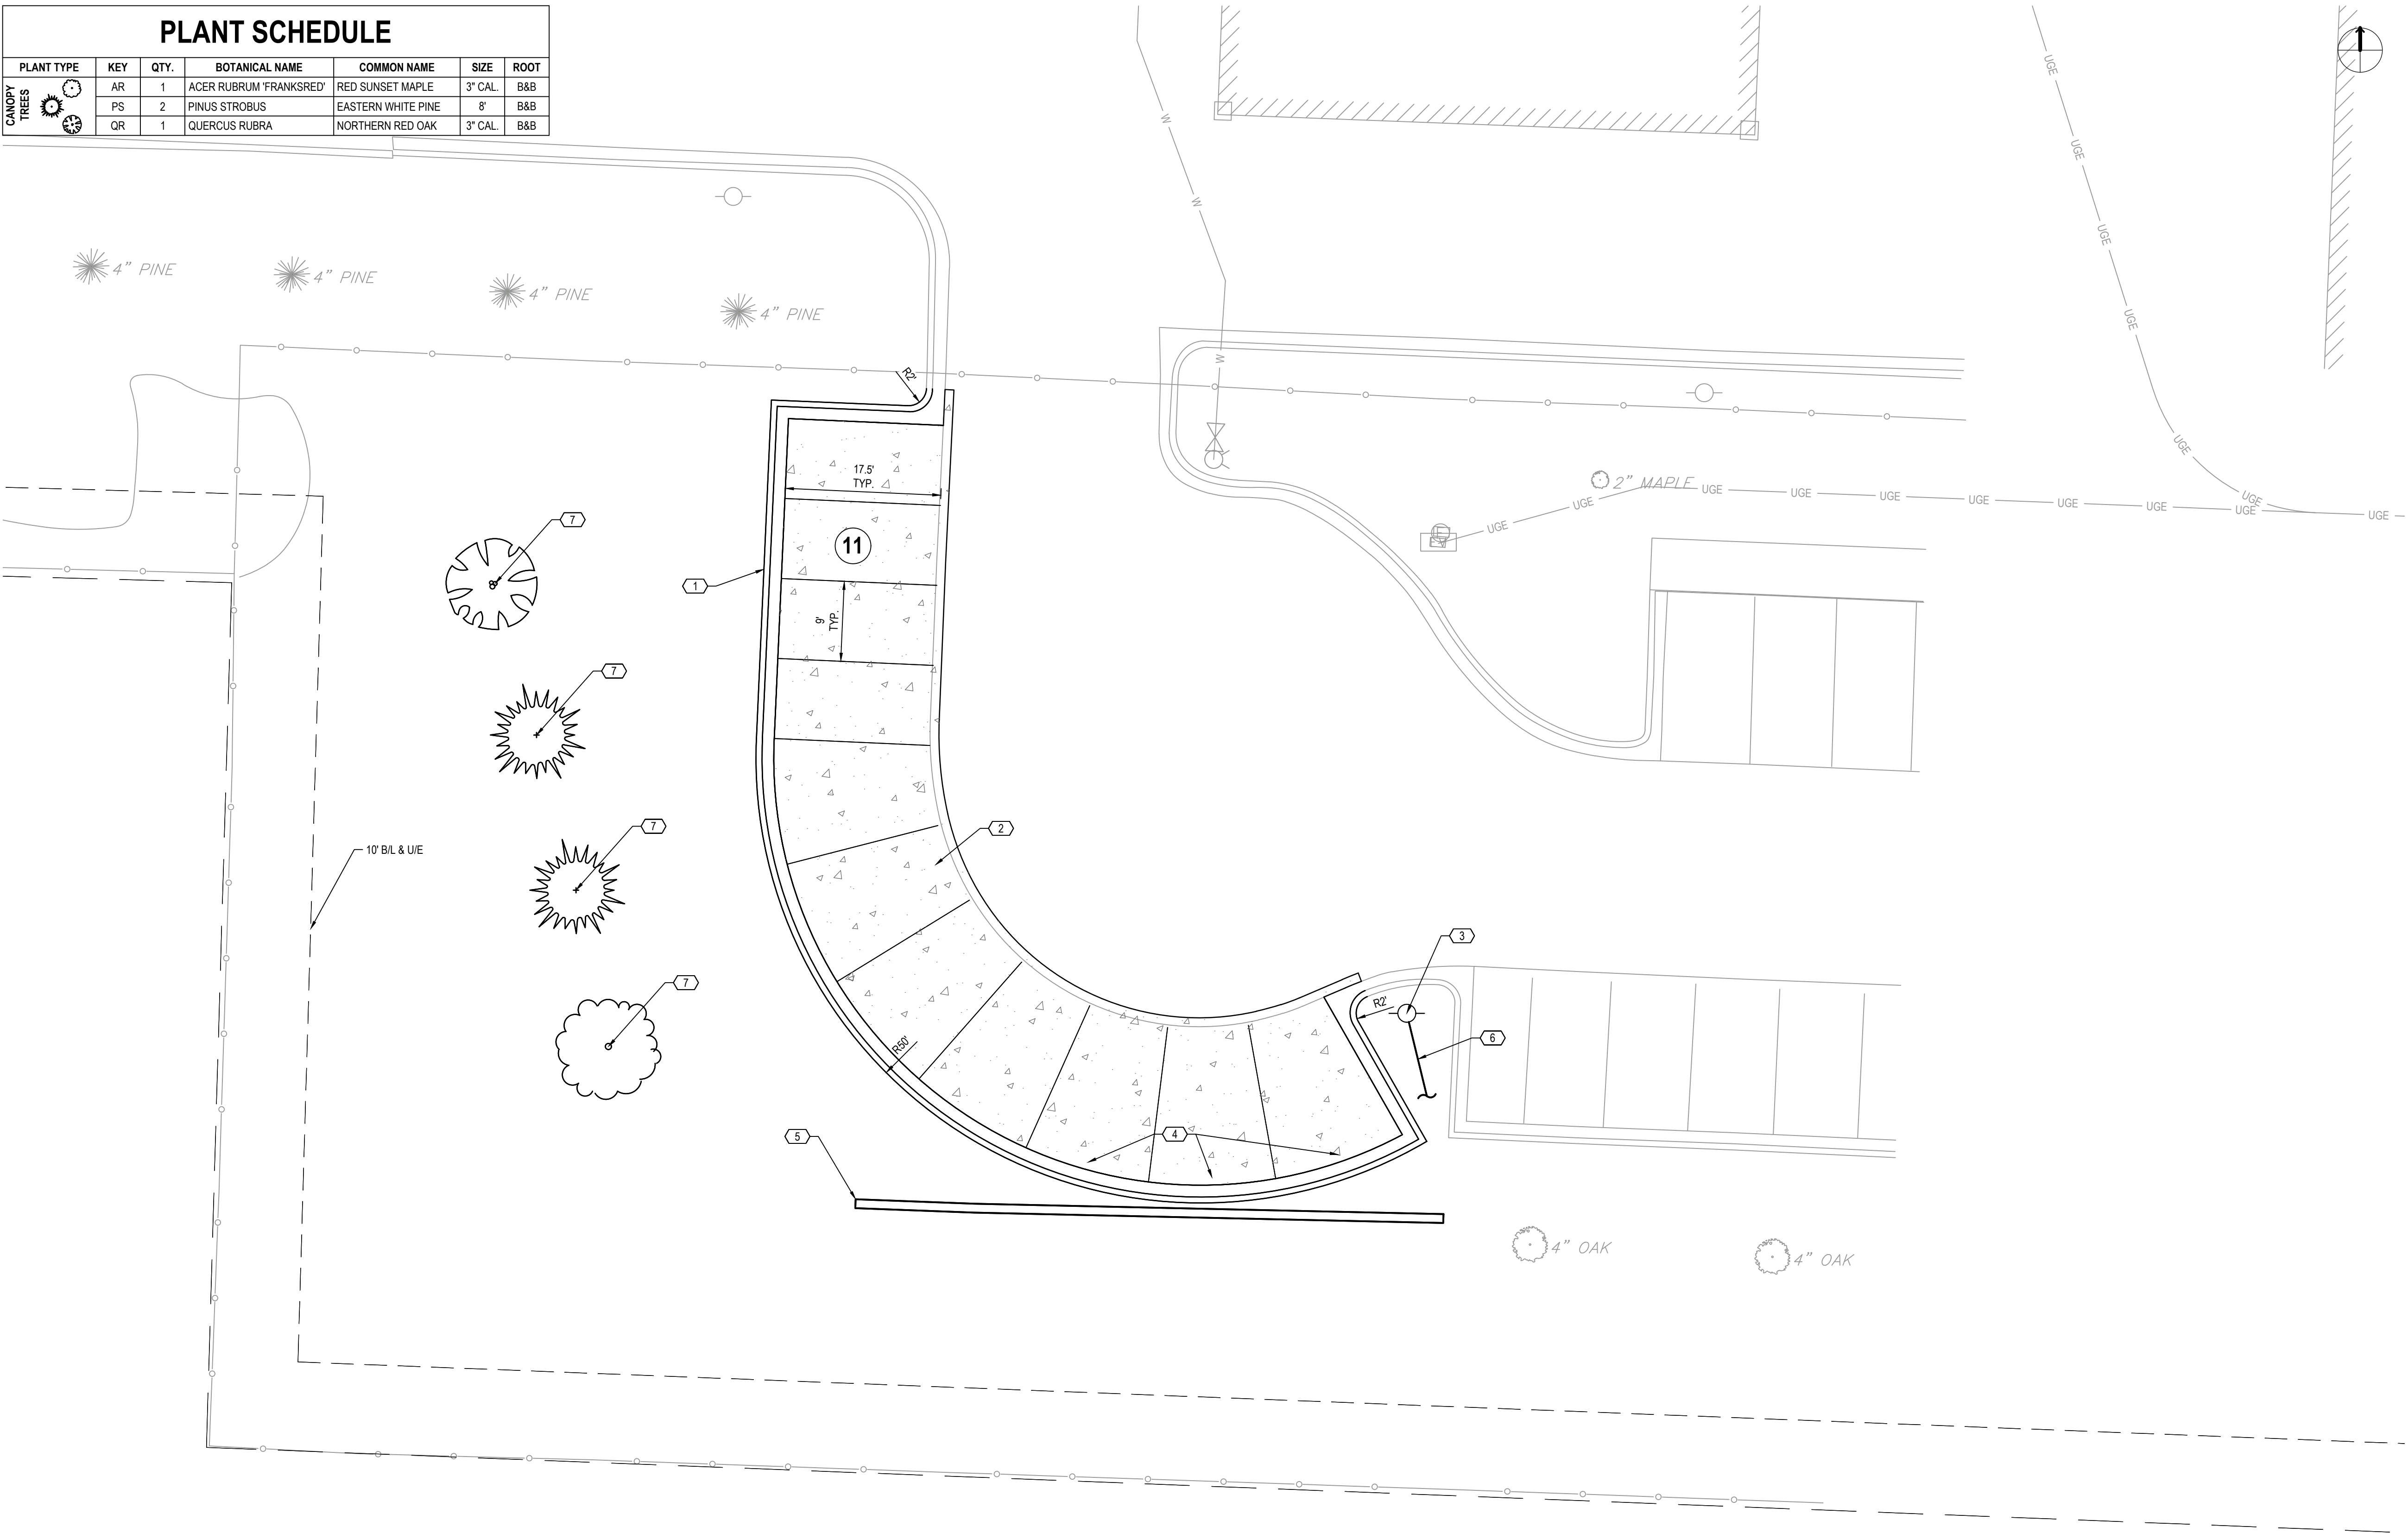 PLANT SCHEDULE
PLANT TYPE KEY QTY. BOTANICAL NAME COMMON NAME SIZE ROOT
CANOPY
TREES
AR 1 ACER RUBRUM 'FRANKSRED' RED SUNSET MAPLE 3" CAL. B&B
PS 2 PINUS STROBUS EASTERN WHITE PINE 8' B&B
QR 1 QUERCUS RUBRA NORTHERN RED OAK 3" CAL. B&B
W
W
W
UGE
UGE
UGE
UGE
UGE
UGE
4" PINE
4" PINE
4" PINE
4" PINE
R2'
17.5'
TYP.
11
9'
TYP.
1
7
7
7
7
2
10' B/L & U/E
2" MAPLE
UGE
UGE
UGE
UGE
UGE
UGE
UGE
UGE
UGE
UGE
E
EV
3
R2'
6
R50'
4
5
4" OAK
4" OAK